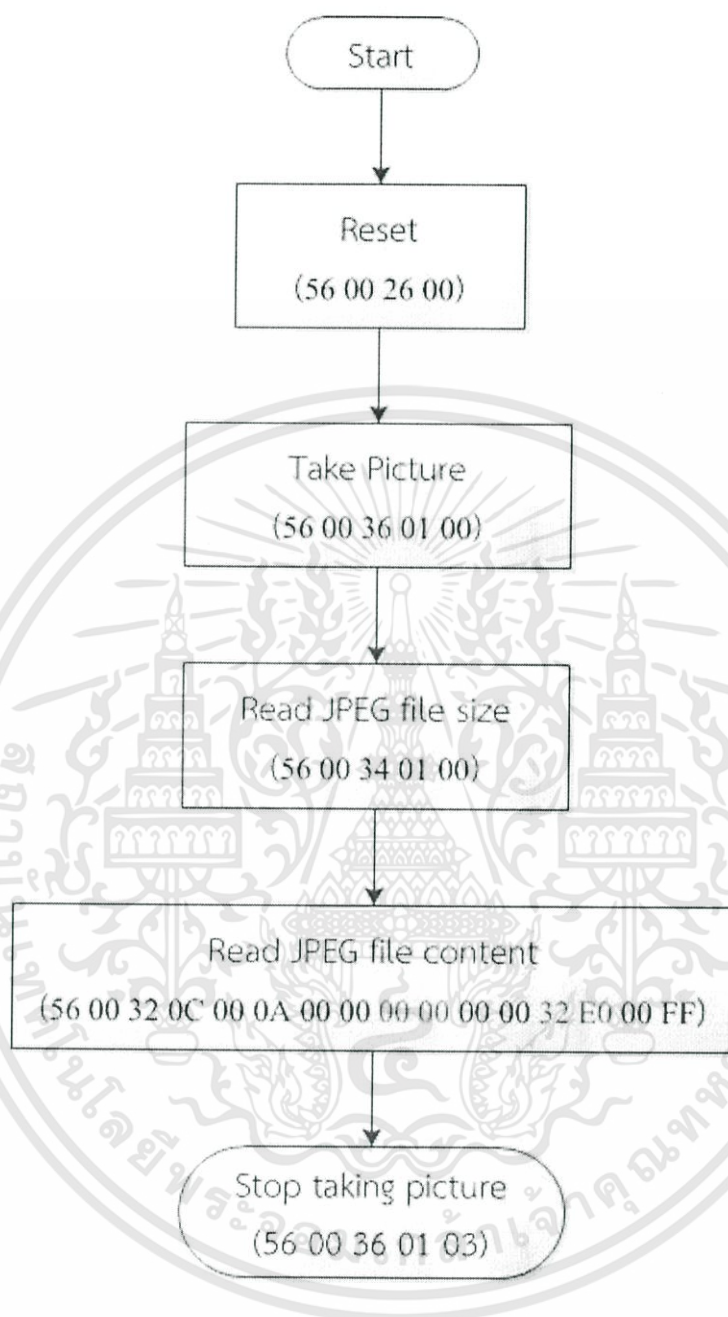 Start
Reset
(56 00 26 00)
Take Picture
(56 00 36 01 00)
Read JPEG file size
(56 00 34 01 00)
Read JPEG file content
(56 00 32 0C 00 0A 00 00 00 00 00 00 32 E0 00 FF)
Stop taking picture
(56 00 36 01 03)